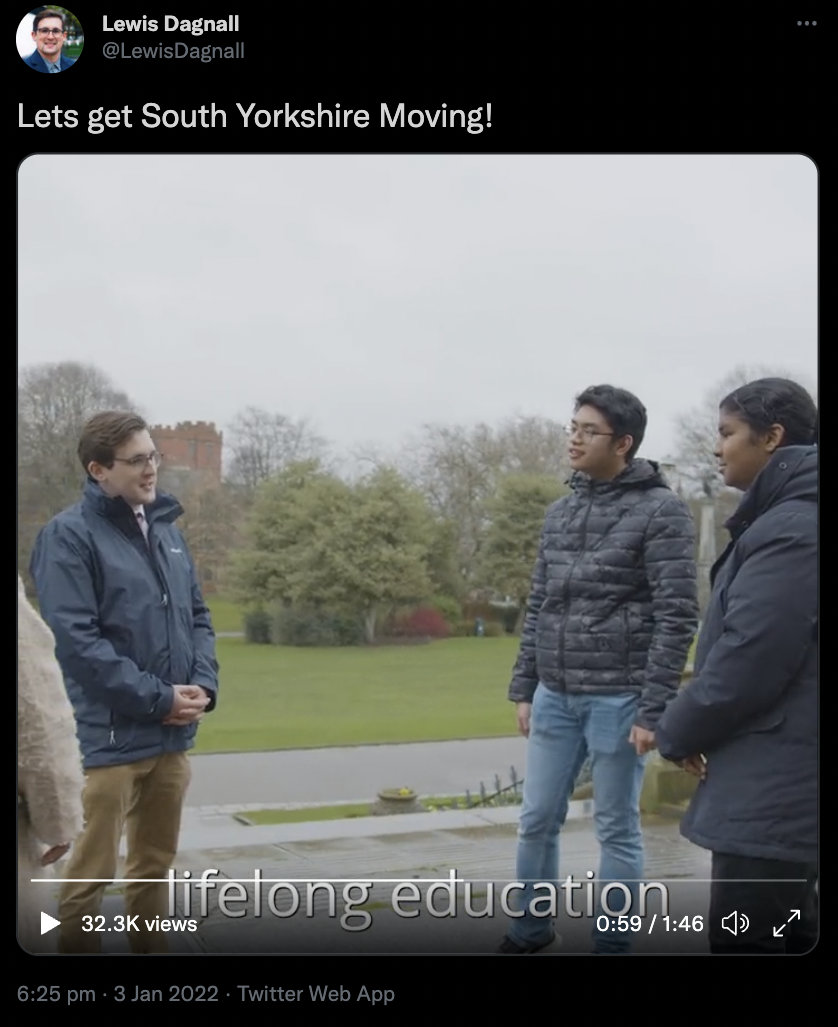 Lewis Dagnall
@LewisDagnall
Lets get South Yorkshire Moving!
lifelong education
32.3K views
0:59 / 1:46
6:25 pm · 3 Jan 2022 · Twitter Web App